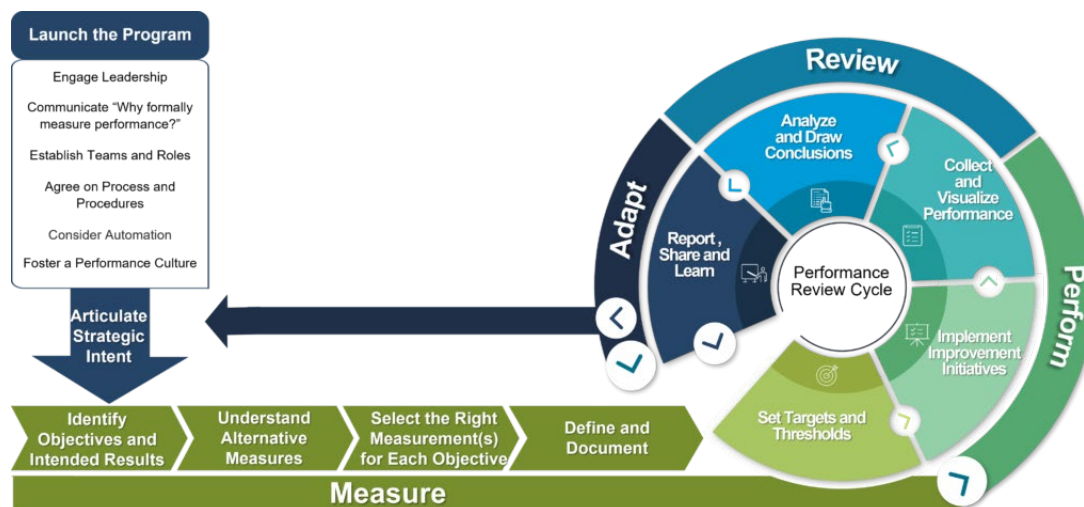 Launch the Program
Engage Leadership
Communicate “Why formally
measure performance?”
Establish Teams and Roles
Agree on Process and
Procedures
Consider Automation
Foster a Performance Culture
Articulate
Strategic
Intent
Identify
Objectives and
Intended Results
Understand
Alternative
Measures
Select the Right
Measurement(s)
for Each Objective
Define and
Document
Measure
Set Targets and
Thresholds
Implement
Improvement
Initiatives
Perform
Collect
and
Visualize
Performance
Review
Analyze
and Draw
Conclusions
Adapt
Report ,
Share and
Learn
Performance
Review Cycle